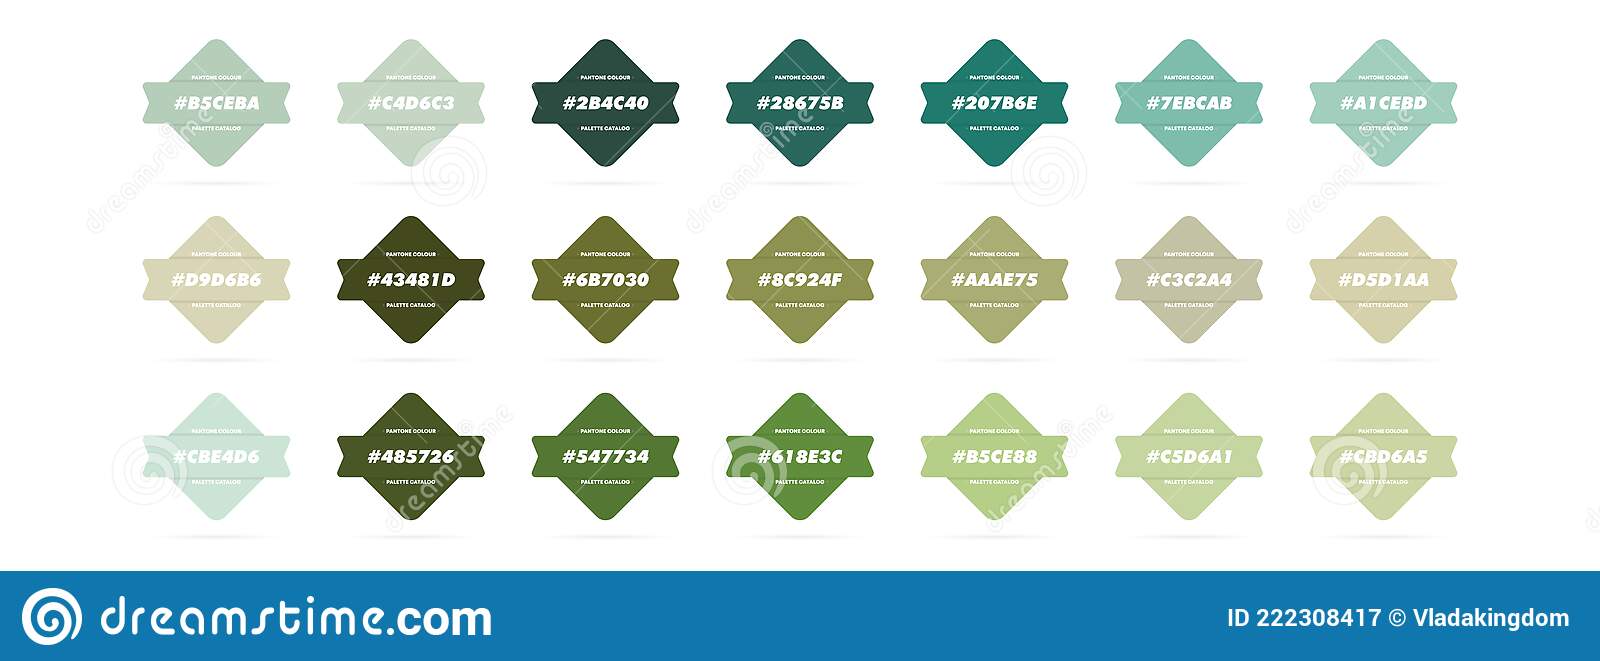 PANTONE COLOUR PANTONE COLOUR PANTONE COLOUR PANTONE COLOUR PANTONE COLOUR PANTONE COLOUR PANTONE COLOUR
#B5CEBA #C4D6C3 #2B4C40 #28675B #207B6E #7EBCAB #A1CEBD
PALETTE CATALOG PALETTE CATALOG PALETTE CATALOG PALETTE CATALOG PALETTE CATALOG PALETTE CATALOG PALETTE CATALOG
dreamstime dreamstime dreamstime
PANTONE COLOUR PANTONE COLOUR PANTONE COLOUR PANTONE COLOUR PANTONE COLOUR PANTONE COLOUR PANTONE COLOUR
#D9D6B6 #43481D #6B7030 #8C924F #AAAE75 #C3C2A4 #D5D1AA
PALETTE CATALOG PALETTE CATALOG PALETTE CATALOG PALETTE CATALOG PALETTE CATALOG PALETTE CATALOG PALETTE CATALOG
PANTONE COLOUR PANTONE COLOUR PANTONE COLOUR PANTONE COLOUR PANTONE COLOUR PANTONE COLOUR PANTONE COLOUR
#CBE4D6 #485726 #547734 #618E3C #B5CE88 #C5D6A1 #CBD6A5
PALETTE CATALOG PALETTE CATALOG PALETTE CATALOG PALETTE CATALOG PALETTE CATALOG PALETTE CATALOG PALETTE CATALOG
dreamstime dreamstime
dreamstime.com ID 222308417 © Vladakingdom